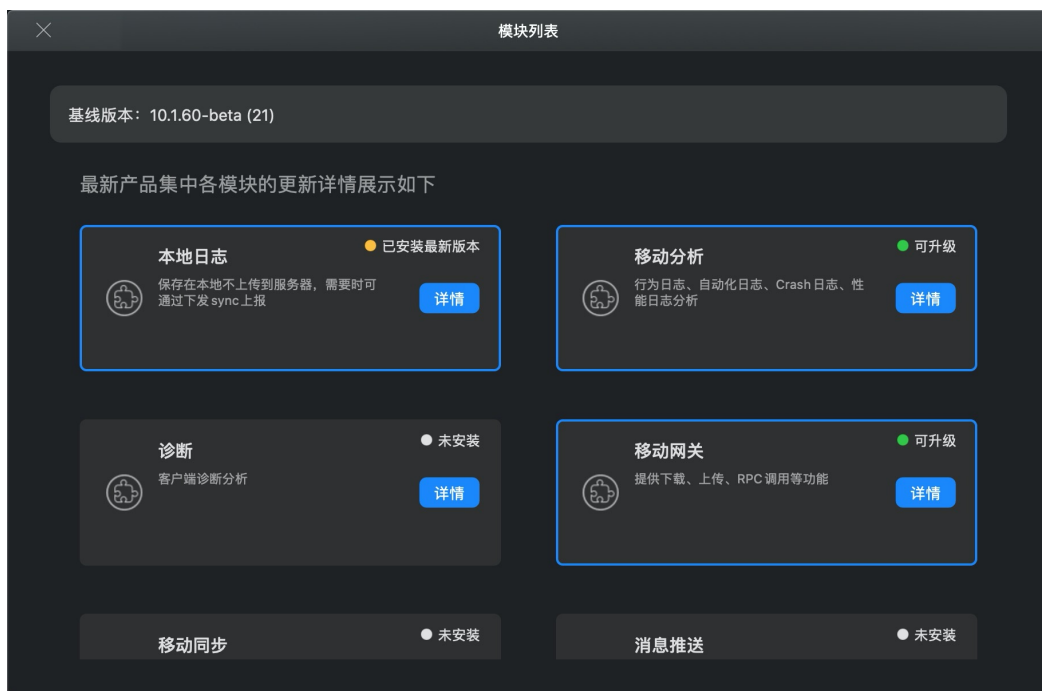 模块列表
基线版本：10.1.60-beta (21)
最新产品集中各模块的更新详情展示如下
本地日志
已安装最新版本
保存在本地不上传到服务器，需要时可
通过下发 sync 上报
详情
移动分析
可升级
行为日志、自动化日志、Crash 日志、性
能日志分析
详情
诊断
未安装
客户端诊断分析
详情
移动网关
可升级
提供下载、上传、RPC 调用等功能
详情
移动同步
未安装
消息推送
未安装